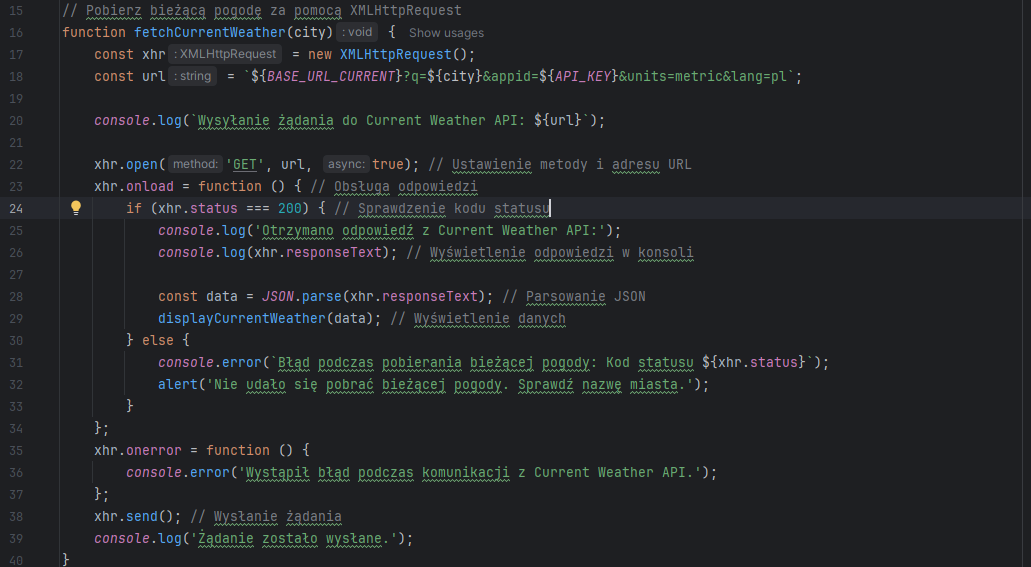 15 // Pobierz bieżącą pogodę za pomocą XMLHttpRequest
16 function fetchCurrentWeather(city) : void { Show usages
17 const xhr : XMLHttpRequest = new XMLHttpRequest();
18 const url : string = `${BASE_URL_CURRENT}?q=${city}&appid=${API_KEY}&units=metric&lang=pl`;
19
20 console.log(`Wysyłanie żądania do Current Weather API: ${url}`);
21
22 xhr.open( method: 'GET', url, async: true); // Ustawienie metody i adresu URL
23 xhr.onload = function () { // Obsługa odpowiedzi
24 if (xhr.status === 200) { // Sprawdzenie kodu statusu
25 console.log('Otrzymano odpowiedź z Current Weather API:');
26 console.log(xhr.responseText); // Wyświetlenie odpowiedzi w konsoli
27
28 const data = JSON.parse(xhr.responseText); // Parsowanie JSON
29 displayCurrentWeather(data); // Wyświetlenie danych
30 } else {
31 console.error(`Błąd podczas pobierania bieżącej pogody: Kod statusu ${xhr.status}`);
32 alert('Nie udało się pobrać bieżącej pogody. Sprawdź nazwę miasta.');
33 }
34 };
35 xhr.onerror = function () {
36 console.error('Wystąpił błąd podczas komunikacji z Current Weather API.');
37 };
38 xhr.send(); // Wysłanie żądania
39 console.log('Żądanie zostało wysłane.');
40 }